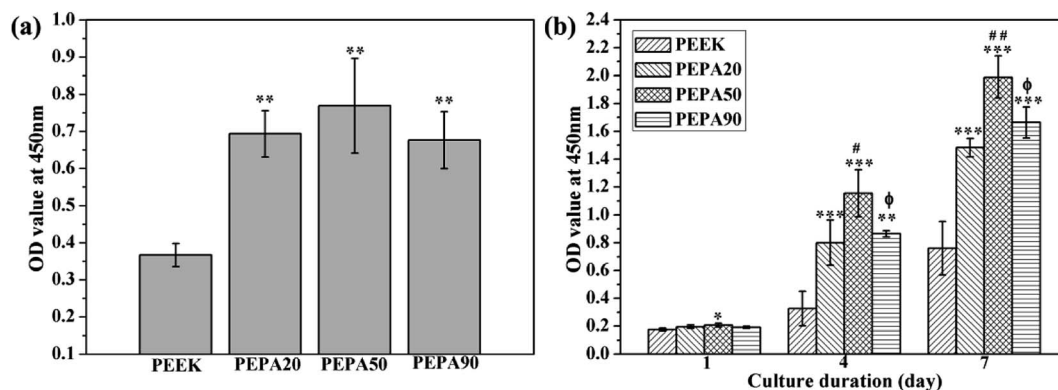 (a)
OD value at 450nm
1.0
0.9
0.8
0.7
0.6
0.5
0.4
0.3
0.2
0.1
**
**
**
PEEK PEPA20 PEPA50 PEPA90
(b)
OD value at 450nm
2.4
2.2
2.0
1.8
1.6
1.4
1.2
1.0
0.8
0.6
0.4
0.2
0.0
PEEK
PEPA20
PEPA50
PEPA90
*
***
#
***
ϕ
**
***
##
***
ϕ
***
1 4 7
Culture duration (day)